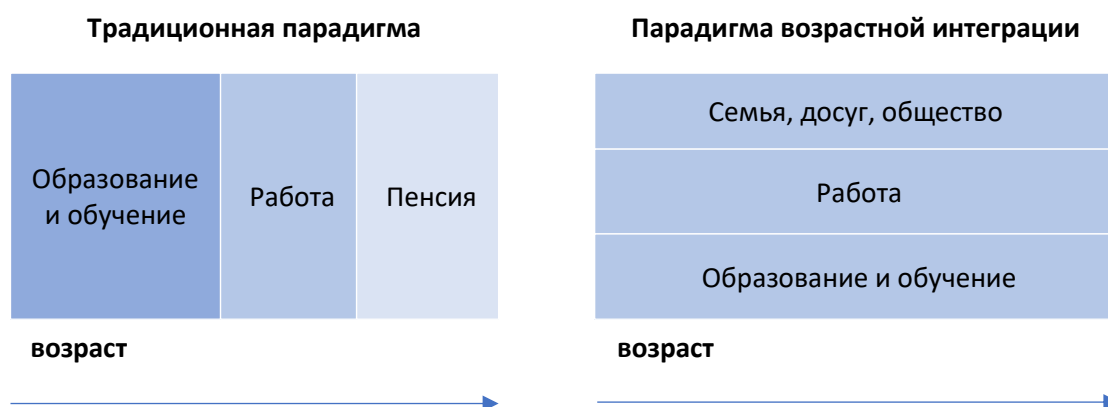 Традиционная парадигма
Образование
и обучение
Работа
Пенсия
возраст
Парадигма возрастной интеграции
Семья, досуг, общество
Работа
Образование и обучение
возраст